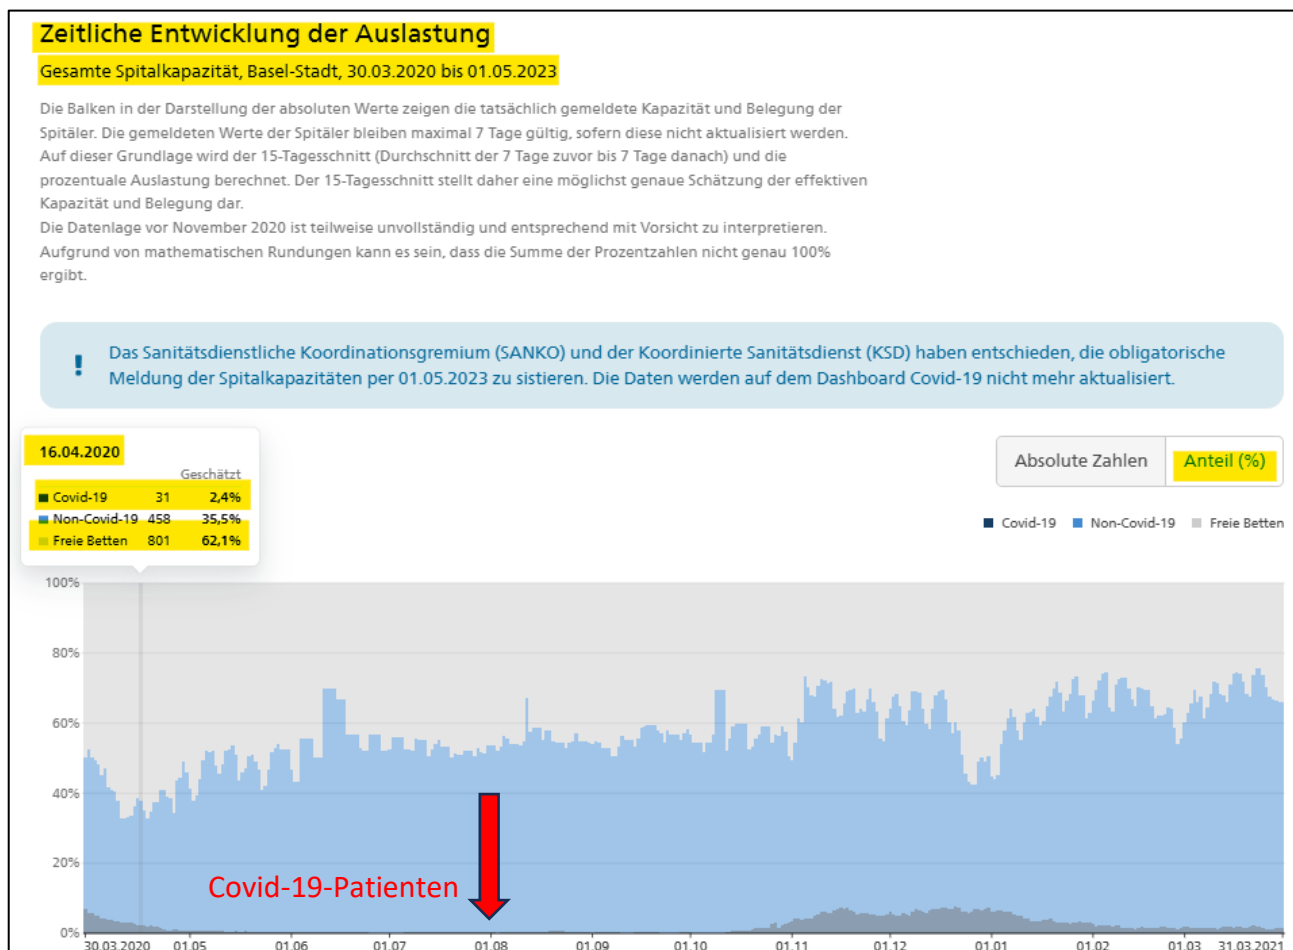 Zeitliche Entwicklung der Auslastung
Gesamte Spitalkapazität, Basel-Stadt, 30.03.2020 bis 01.05.2023
Die Balken in der Darstellung der absoluten Werte zeigen die tatsächlich gemeldete Kapazität und Belegung der
Spitäler. Die gemeldeten Werte der Spitäler bleiben maximal 7 Tage gültig, sofern diese nicht aktualisiert werden.
Auf dieser Grundlage wird der 15-Tagesschnitt (Durchschnitt der 7 Tage zuvor bis 7 Tage danach) und die
prozentuale Auslastung berechnet. Der 15-Tagesschnitt stellt daher eine möglichst genaue Schätzung der effektiven
Kapazität und Belegung dar.
Die Datenlage vor November 2020 ist teilweise unvollständig und entsprechend mit Vorsicht zu interpretieren.
Aufgrund von mathematischen Rundungen kann es sein, dass die Summe der Prozentzahlen nicht genau 100%
ergibt.
! Das Sanitätsdienstliche Koordinationsgremium (SANKO) und der Koordinierte Sanitätsdienst (KSD) haben entschieden, die obligatorische
Meldung der Spitalkapazitäten per 01.05.2023 zu sistieren. Die Daten werden auf dem Dashboard Covid-19 nicht mehr aktualisiert.
16.04.2020
Geschätzt
Covid-19 31 2,4%
Non-Covid-19 458 35,5%
Freie Betten 801 62,1%
Absolute Zahlen Anteil (%)
Covid-19 Non-Covid-19 Freie Betten
100%
80%
60%
40%
20%
Covid-19-Patienten
0%
30.03.2020 01.05 01.06 01.07 01.08 01.09 01.10 01.11 01.12 01.01 01.02 01.03 31.03.2021